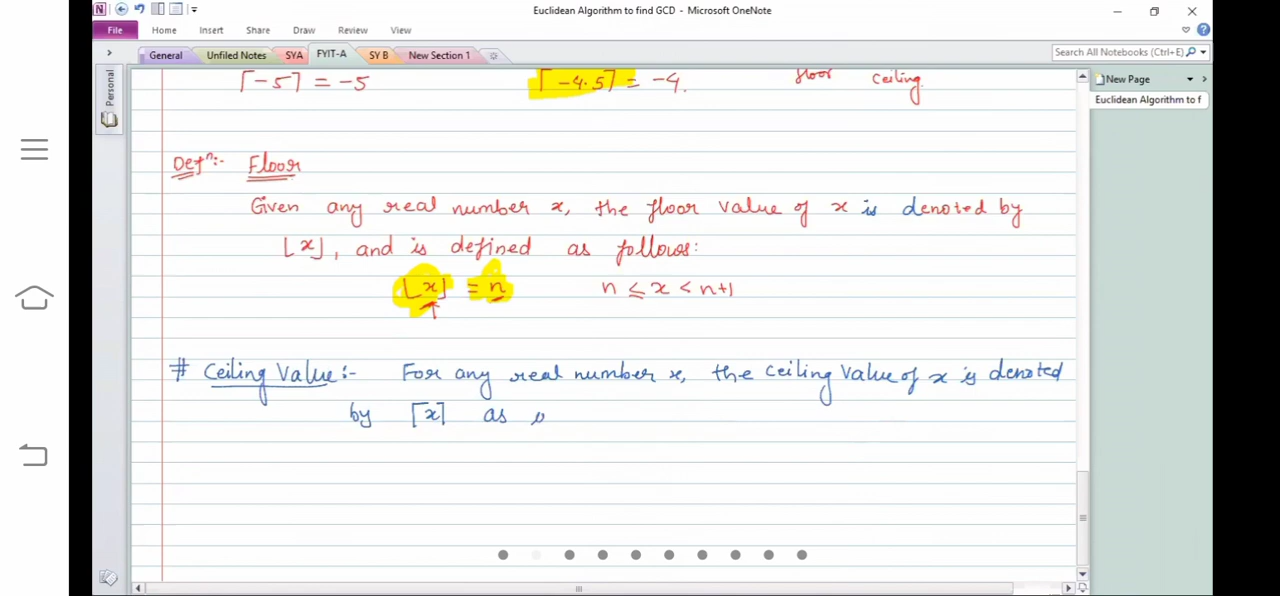 Euclidean Algorithm to find GCD - Microsoft OneNote
File Home Insert Share Draw Review View
General Unfiled Notes SYA FYIT-A SY B New Section 1
Search All Notebooks (Ctrl+E)
Personal
New Page
Euclidean Algorithm to f
⌈-5⌉ = -5 ⌈-4.5⌉ = -4. floor ceiling
Defⁿ:- Floor
Given any real number x, the floor value of x is denoted by
⌊x⌋, and is defined as follows:
⌊x⌋ = n n ≤ x < n+1
# Ceiling Value:- For any real number x, the ceiling value of x is denoted
by ⌈x⌉ as